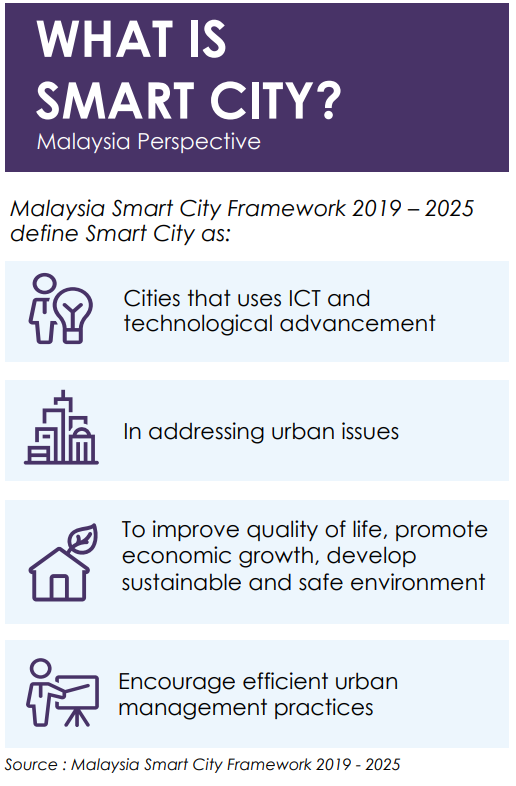 WHAT IS
SMART CITY?
Malaysia Perspective
Malaysia Smart City Framework 2019 – 2025
define Smart City as:
Cities that uses ICT and
technological advancement
In addressing urban issues
To improve quality of life, promote
economic growth, develop
sustainable and safe environment
Encourage efficient urban
management practices
Source : Malaysia Smart City Framework 2019 - 2025